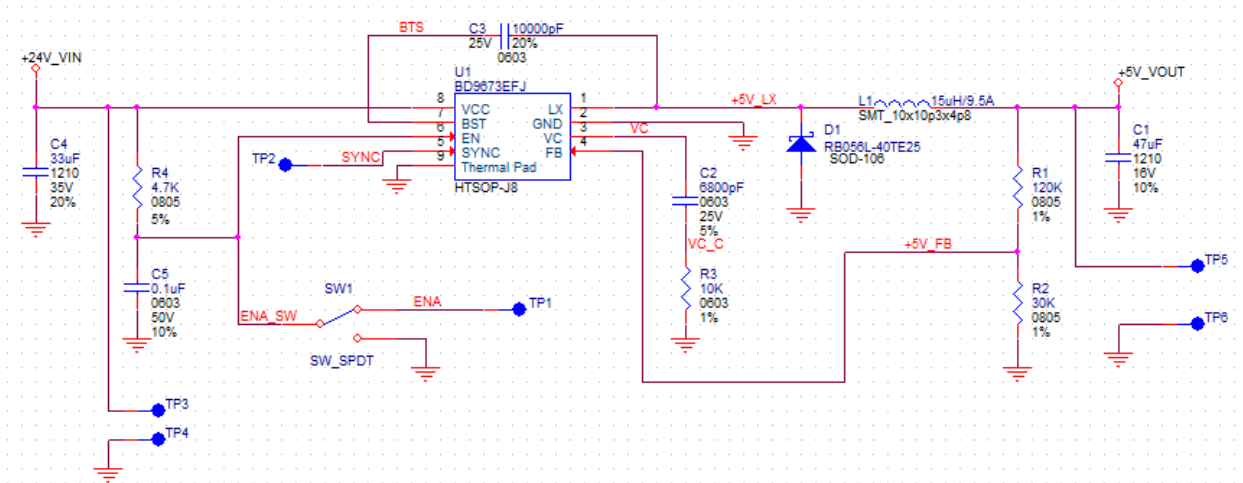 BTS
C3
10000pF
25V
20%
0603
+24V_VIN
U1
BD9673EFJ
8
VCC
LX
1
7
BST
GND
2
6
EN
VC
3
5
SYNC
FB
4
9
Thermal Pad
HTSOP-J8
+5V_LX
VC
TP2
SYNC
C4
33uF
1210
35V
20%
R4
4.7K
0805
5%
C5
0.1uF
0603
50V
10%
ENA_SW
SW1
ENA
TP1
SW_SPDT
TP3
TP4
C2
6800pF
0603
25V
5%
VC_C
R3
10K
0603
1%
D1
RB056L-40TE25
SOD-106
L1
15uH/9.5A
SMT_10x10p3x4p8
+5V_VOUT
C1
47uF
1210
16V
10%
R1
120K
0805
1%
+5V_FB
R2
30K
0805
1%
TP5
TP6